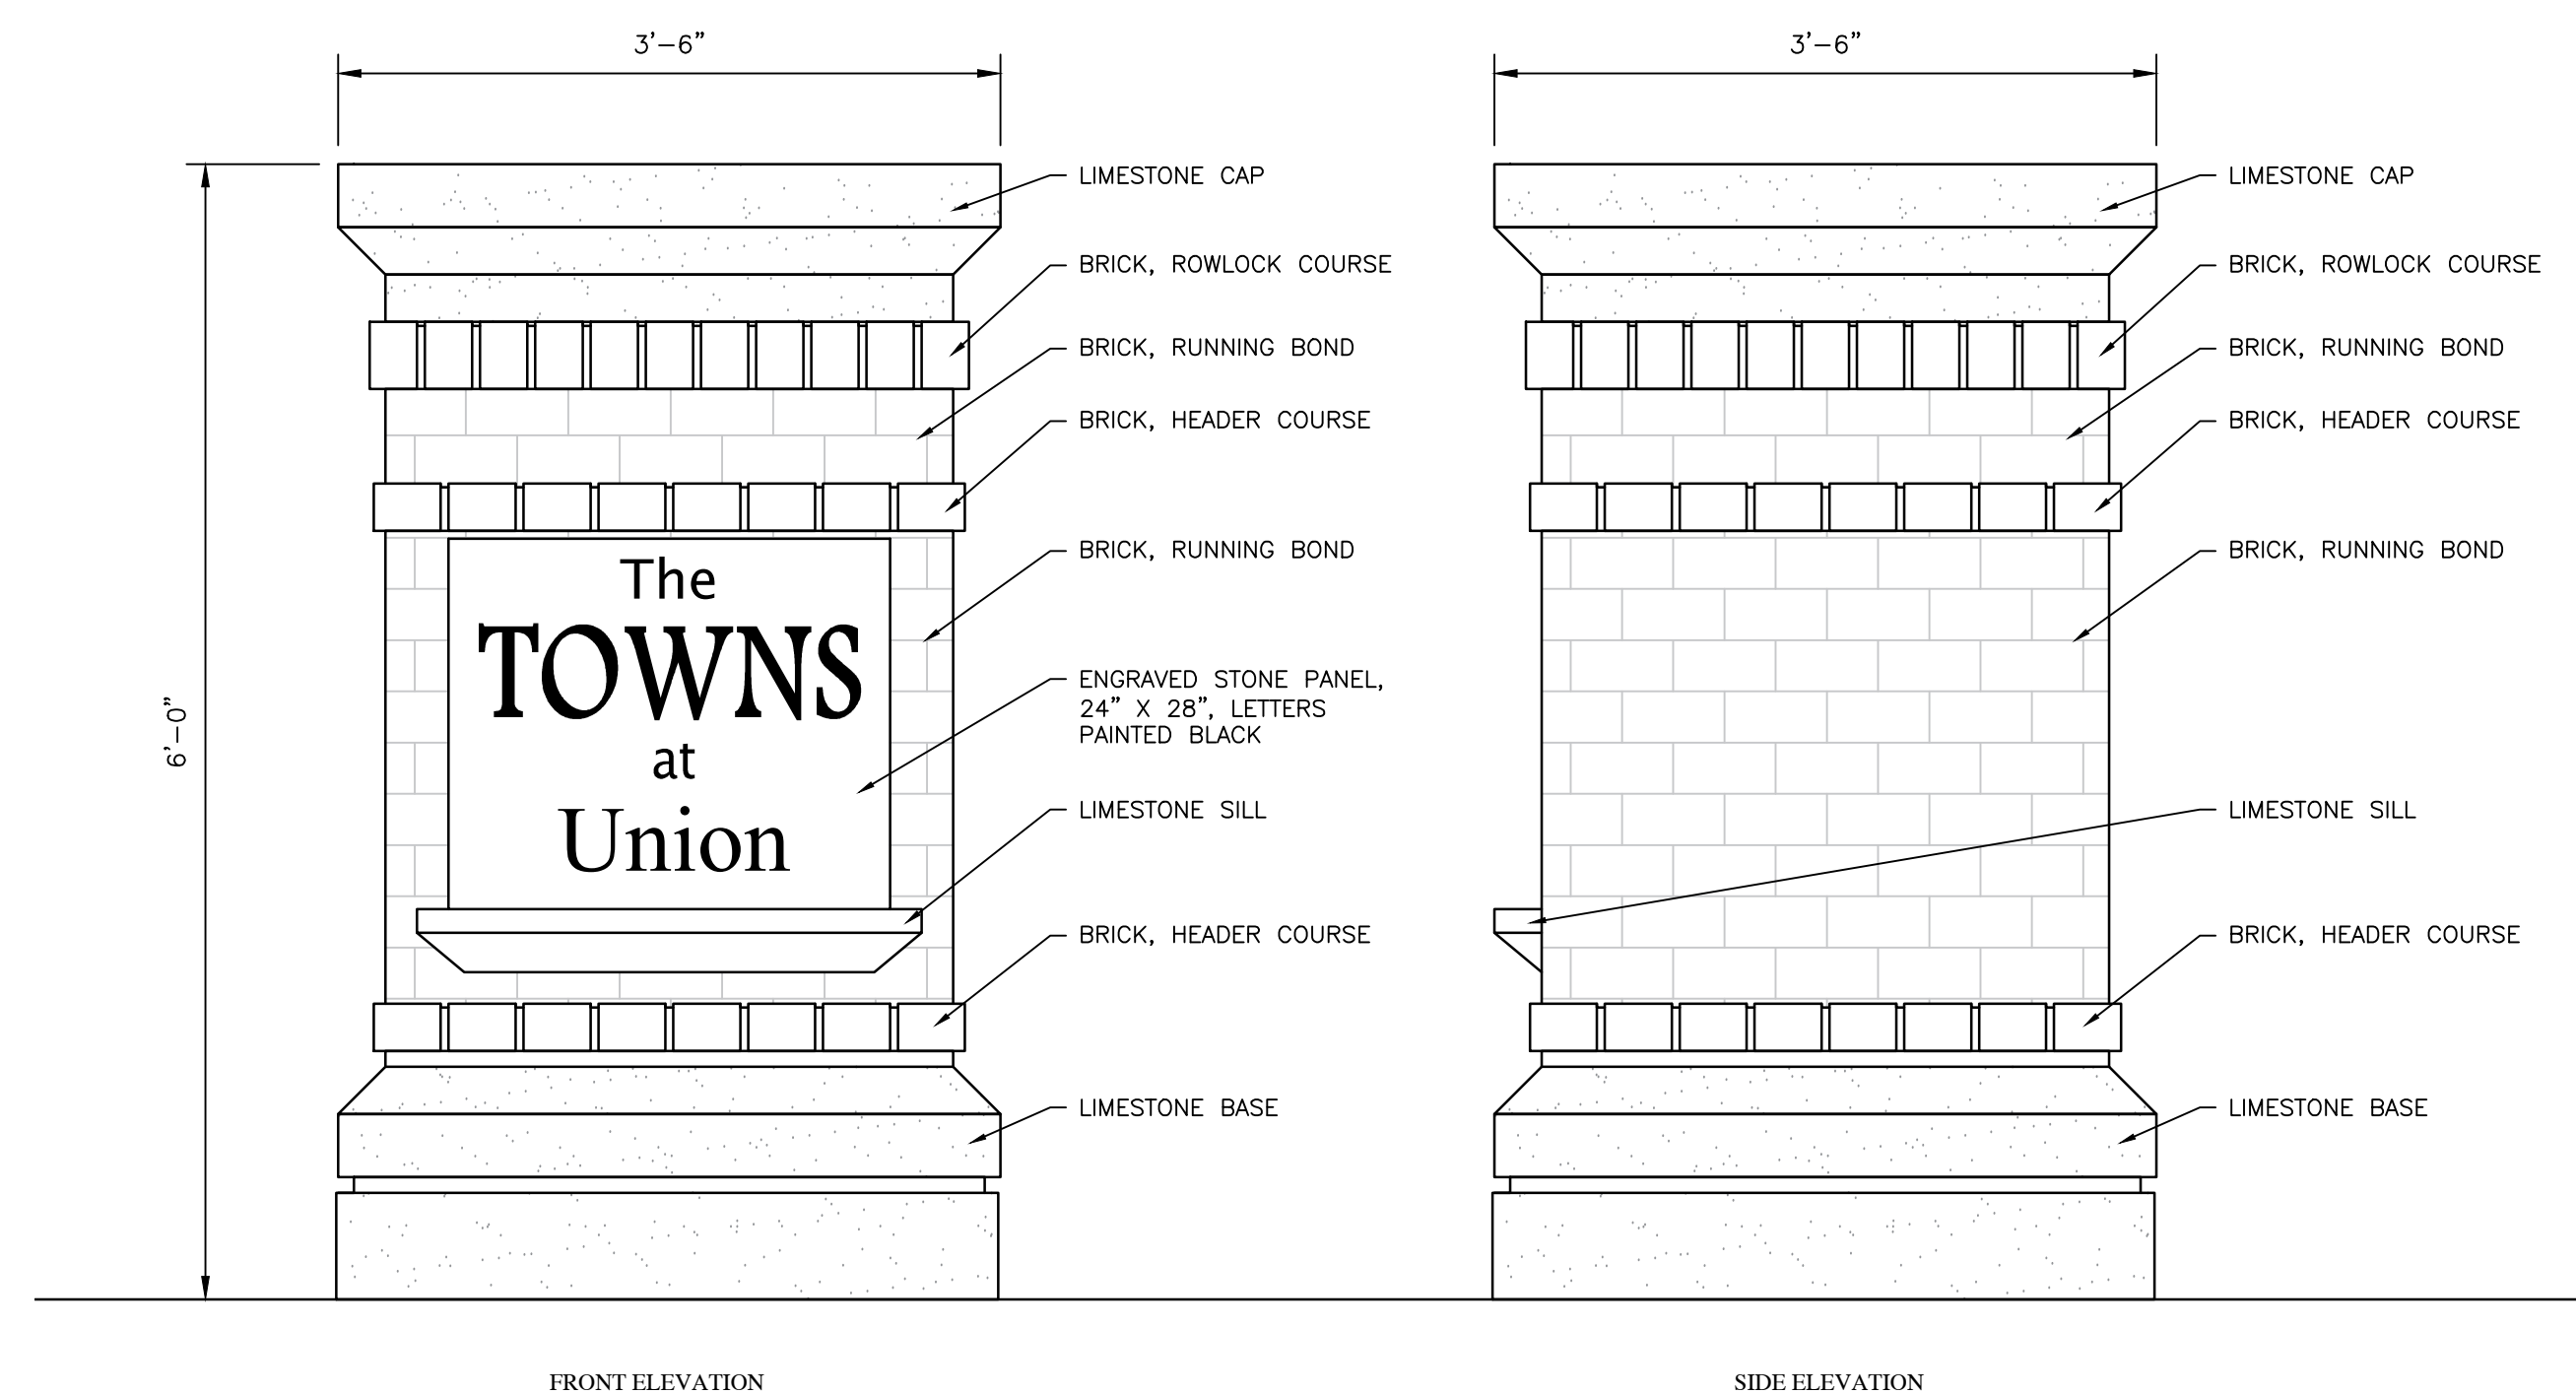 3'-6"
3'-6"
6'-0"
LIMESTONE CAP
BRICK, ROWLOCK COURSE
BRICK, RUNNING BOND
BRICK, HEADER COURSE
BRICK, RUNNING BOND
ENGRAVED STONE PANEL,
24" X 28", LETTERS
PAINTED BLACK
LIMESTONE SILL
BRICK, HEADER COURSE
LIMESTONE BASE
The
TOWNS
at
Union
LIMESTONE CAP
BRICK, ROWLOCK COURSE
BRICK, RUNNING BOND
BRICK, HEADER COURSE
BRICK, RUNNING BOND
LIMESTONE SILL
BRICK, HEADER COURSE
LIMESTONE BASE
FRONT ELEVATION
SIDE ELEVATION